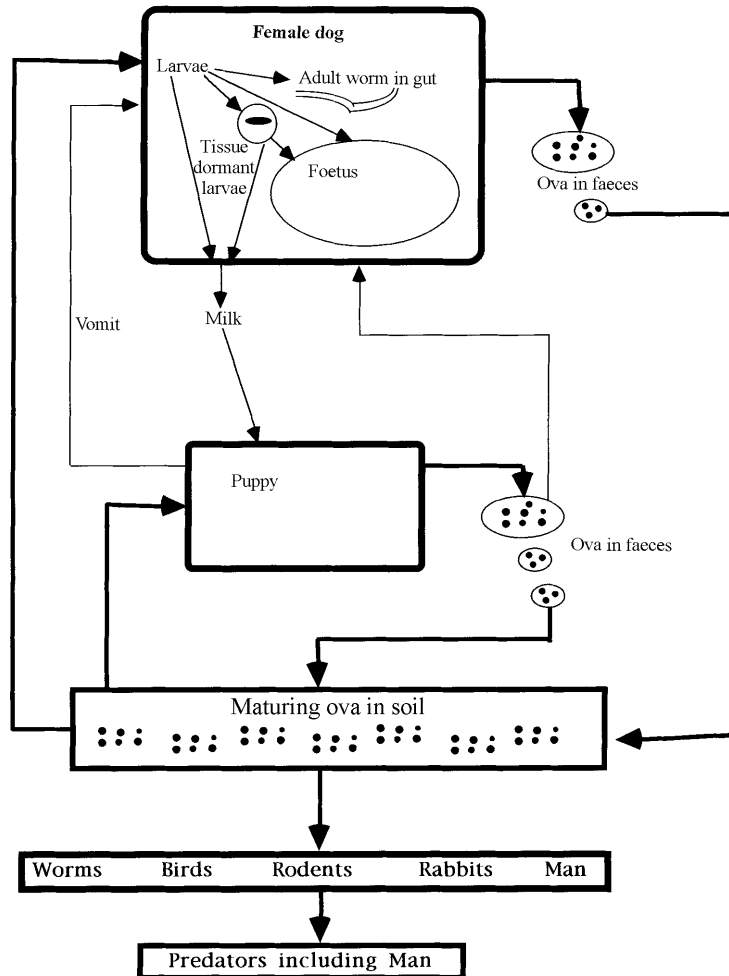 Female dog
Larvae
Adult worm in gut
Tissue
dormant
larvae
Foetus
Ova in faeces
Vomit
Milk
Puppy
Ova in faeces
Maturing ova in soil
Worms Birds Rodents Rabbits Man
Predators including Man